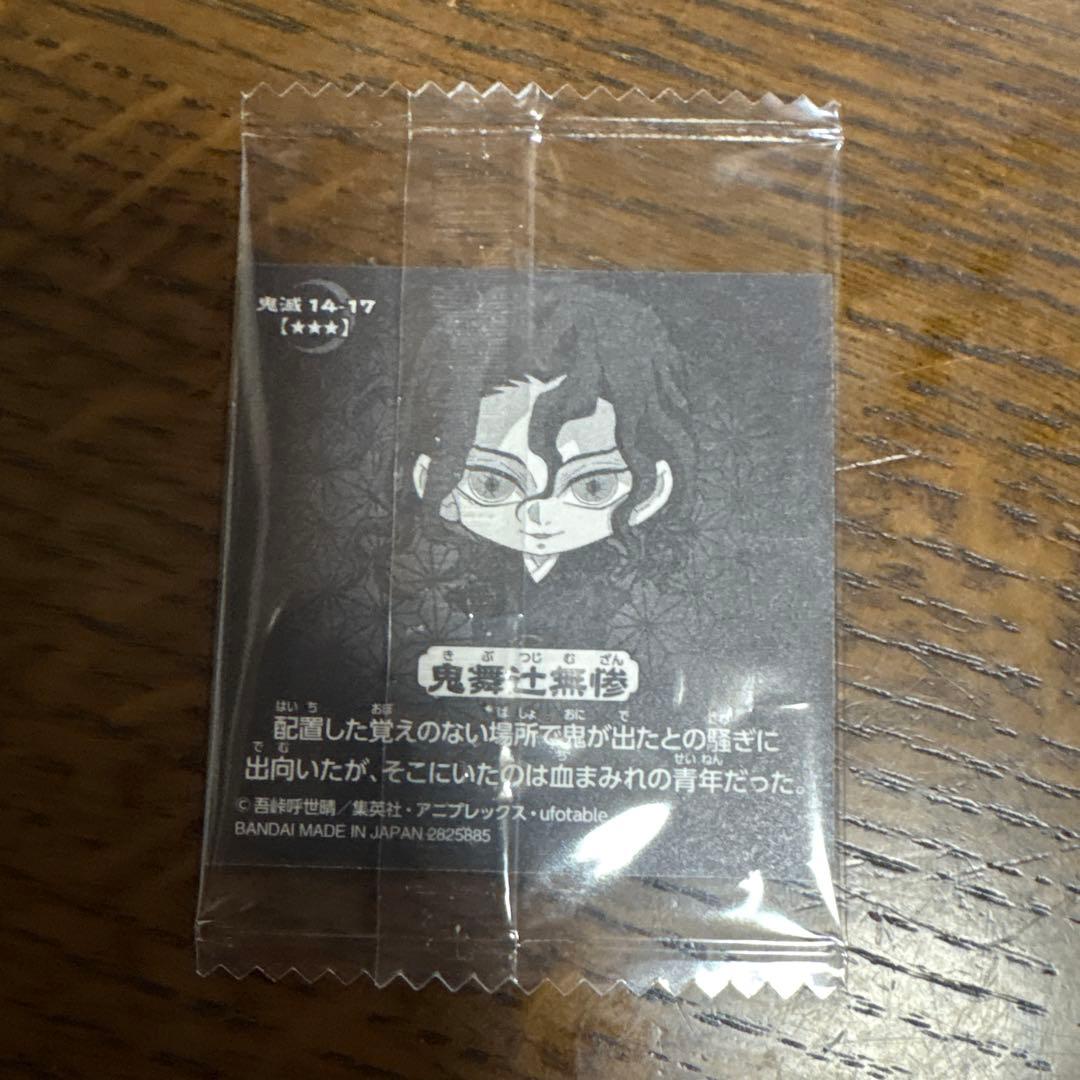 鬼滅 14-17
【★★★】
き ぶ つじ む ざん
鬼舞辻無惨
はいち おぼ ばしょ おに で さわ
配置した覚えのない場所で鬼が出たとの騒ぎに
でむ ち せいねん
出向いたが、そこにいたのは血まみれの青年だった。
© 吾峠呼世晴／集英社・アニプレックス・ufotable
BANDAI MADE IN JAPAN 2825885